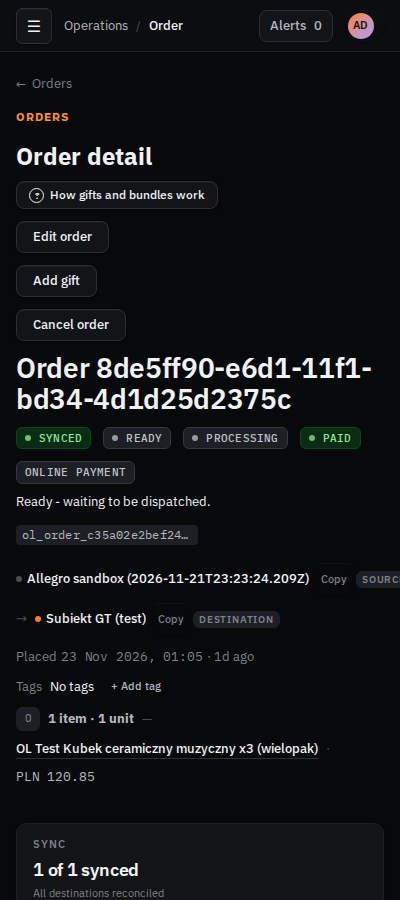 ☰ Operations / Order Alerts 0 AD
← Orders
ORDERS
Order detail
? How gifts and bundles work
Edit order
Add gift
Cancel order
Order 8de5ff90-e6d1-11f1-
bd34-4d1d25d2375c
SYNCED READY PROCESSING PAID
ONLINE PAYMENT
Ready - waiting to be dispatched.
ol_order_c35a02e2bef24…
Allegro sandbox (2026-11-21T23:23:24.209Z) Copy SOURC
→ Subiekt GT (test) Copy DESTINATION
Placed 23 Nov 2026, 01:05 · 1d ago
Tags No tags + Add tag
O 1 item · 1 unit —
OL Test Kubek ceramiczny muzyczny x3 (wielopak) ·
PLN 120.85
SYNC
1 of 1 synced
All destinations reconciled